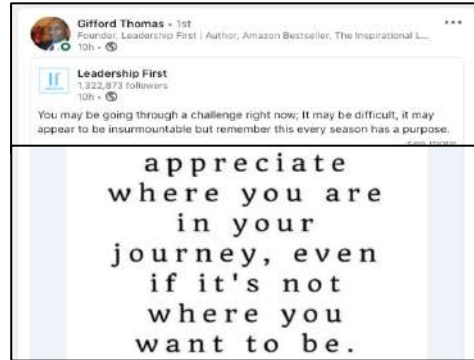 Gifford Thomas • 1st
Founder, Leadership First | Author, Amazon Bestseller, The Inspirational L...
10h •
lf
Leadership First
1,322,873 followers
10h •
You may be going through a challenge right now; It may be difficult, it may
appear to be insurmountable but remember this every season has a purpose.
...see more
appreciate
where you are
in your
journey, even
if it's not
where you
want to be.